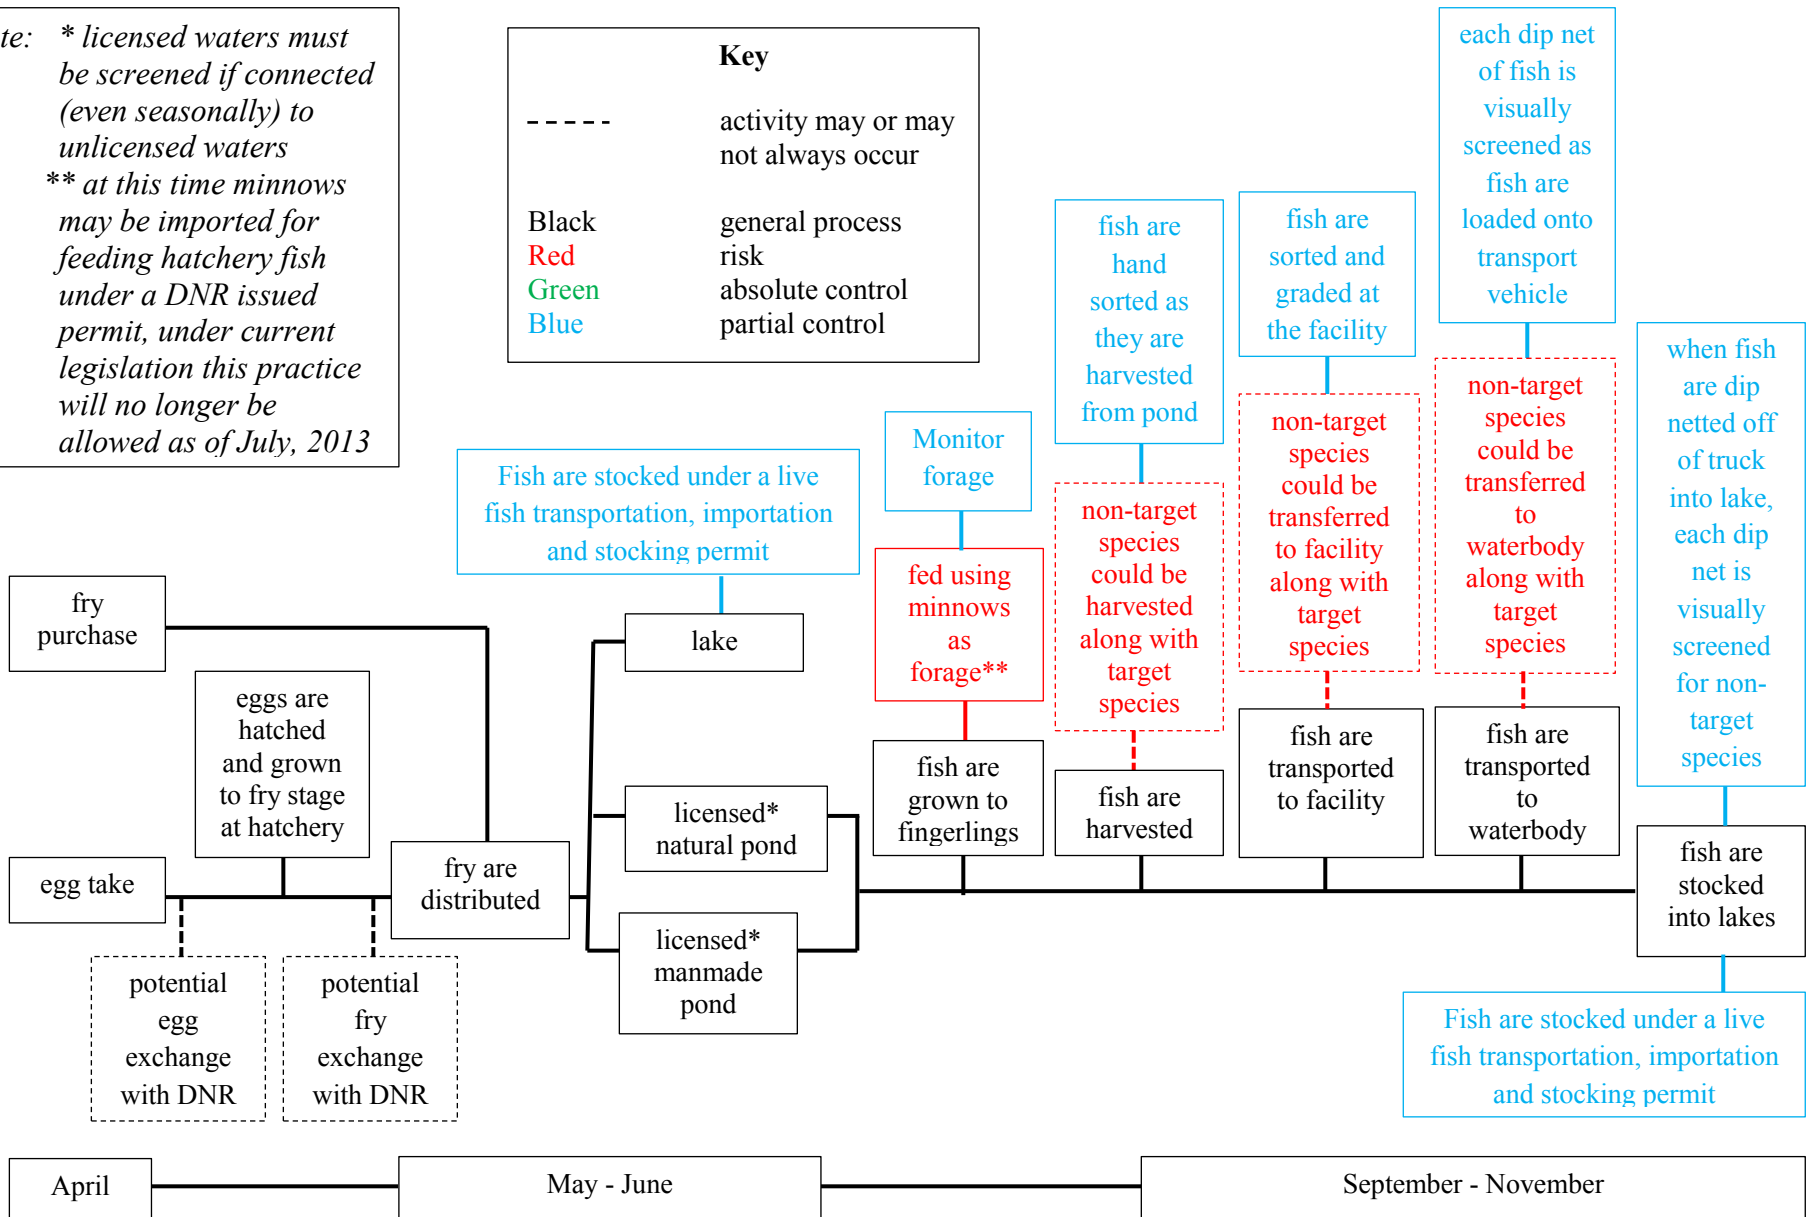 te: * licensed waters must
be screened if connected
(even seasonally) to
unlicensed waters
** at this time minnows
may be imported for
feeding hatchery fish
under a DNR issued
permit, under current
legislation this practice
will no longer be
allowed as of July, 2013
Key
----- activity may or may
not always occur
Black general process
Red risk
Green absolute control
Blue partial control
Fish are stocked under a live
fish transportation, importation
and stocking permit
Monitor
forage
fish are
hand
sorted as
they are
harvested
from pond
fish are
sorted and
graded at
the facility
each dip net
of fish is
visually
screened as
fish are
loaded onto
transport
vehicle
when fish
are dip
netted off
of truck
into lake,
each dip
net is
visually
screened
for non-
target
species
fed using
minnows
as
forage**
non-target
species
could be
harvested
along with
target
species
non-target
species
could be
transferred
to facility
along with
target
species
non-target
species
could be
transferred
to
waterbody
along with
target
species
fry
purchase
eggs are
hatched
and grown
to fry stage
at hatchery
egg take
potential
egg
exchange
with DNR
potential
fry
exchange
with DNR
fry are
distributed
lake
licensed*
natural pond
licensed*
manmade
pond
fish are
grown to
fingerlings
fish are
harvested
fish are
transported
to facility
fish are
transported
to
waterbody
fish are
stocked
into lakes
Fish are stocked under a live
fish transportation, importation
and stocking permit
April
May - June
September - November